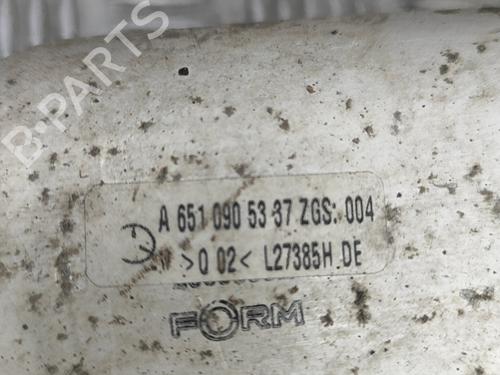 B-PARTS
A 651 090 53 37 ZGS: 004
>0 02< L27385H DE
FORM